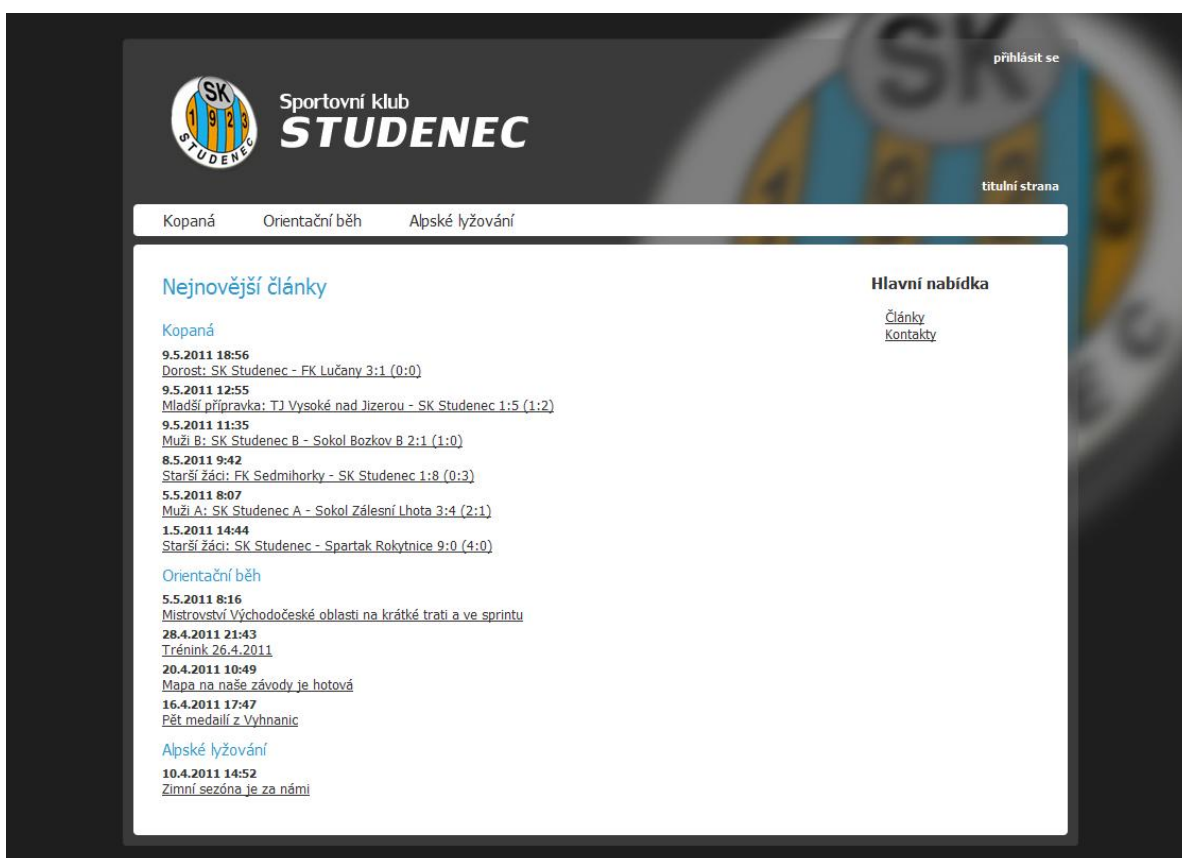 přihlásit se
SK
1923
STUDENEC
Sportovní klub
STUDENEC
titulní strana
Kopaná Orientační běh Alpské lyžování
Nejnovější články
Kopaná
9.5.2011 18:56
Dorost: SK Studenec - FK Lučany 3:1 (0:0)
9.5.2011 12:55
Mladší přípravka: TJ Vysoké nad Jizerou - SK Studenec 1:5 (1:2)
9.5.2011 11:35
Muži B: SK Studenec B - Sokol Bozkov B 2:1 (1:0)
8.5.2011 9:42
Starší žáci: FK Sedmihorky - SK Studenec 1:8 (0:3)
5.5.2011 8:07
Muži A: SK Studenec A - Sokol Zálesní Lhota 3:4 (2:1)
1.5.2011 14:44
Starší žáci: SK Studenec - Spartak Rokytnice 9:0 (4:0)
Orientační běh
5.5.2011 8:16
Mistrovství Východočeské oblasti na krátké trati a ve sprintu
28.4.2011 21:43
Trénink 26.4.2011
20.4.2011 10:49
Mapa na naše závody je hotová
16.4.2011 17:47
Pět medailí z Vyhnanic
Alpské lyžování
10.4.2011 14:52
Zimní sezóna je za námi
Hlavní nabídka
Články
Kontakty
SK
1923
ENEC